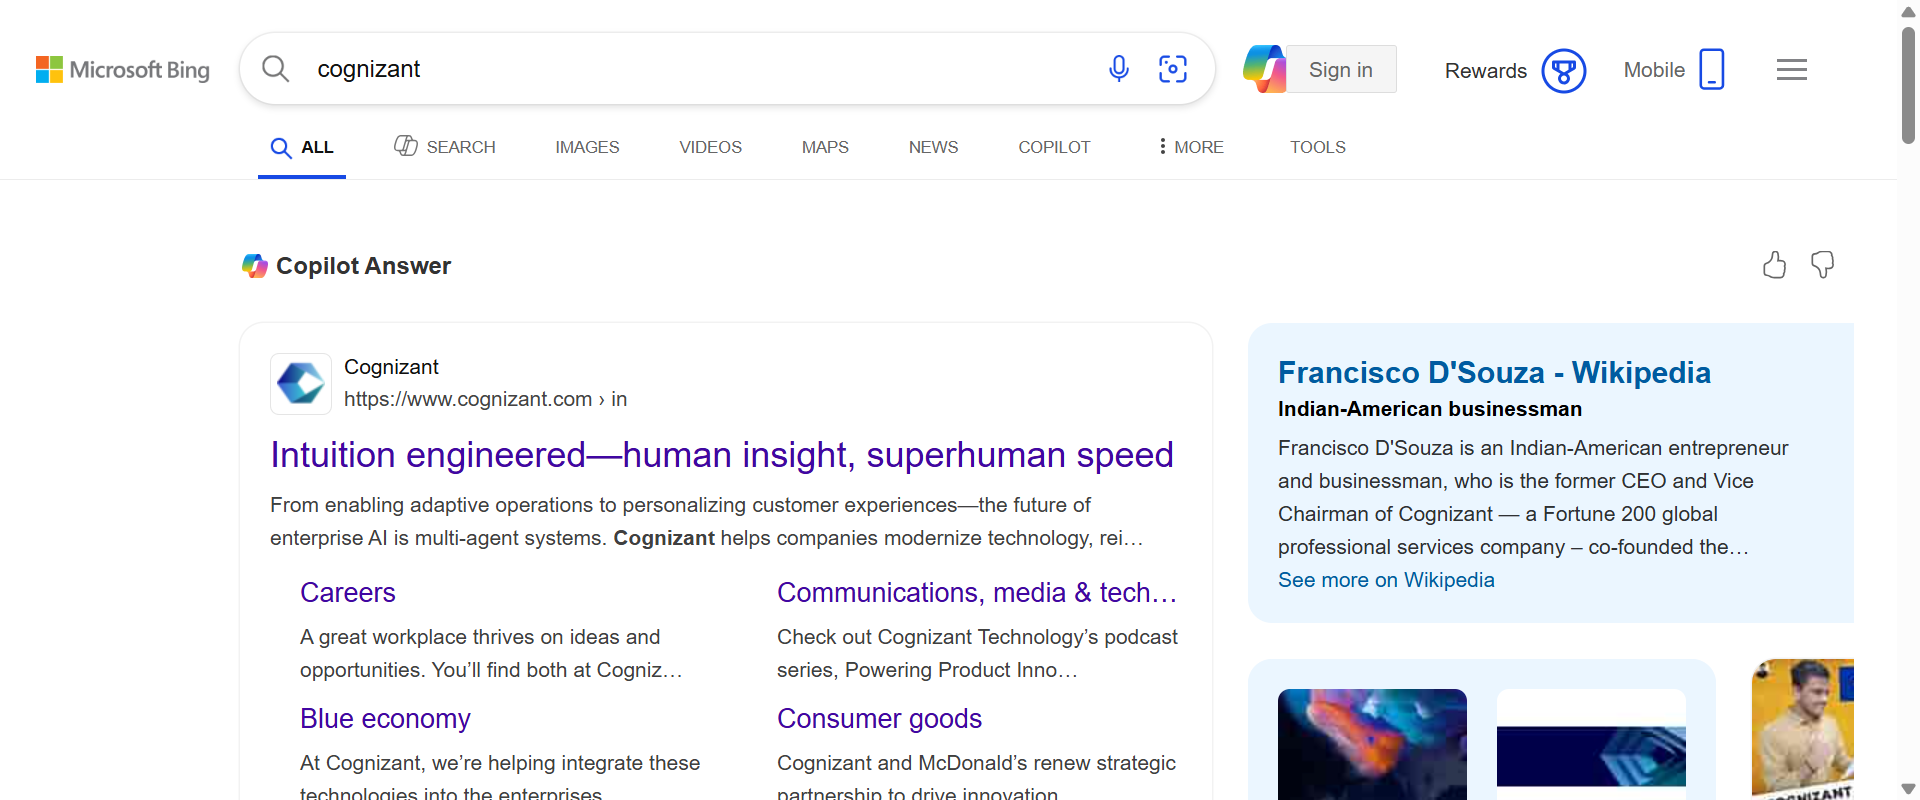 Microsoft Bing
cognizant
Sign in
Rewards
Mobile
ALL
SEARCH
IMAGES
VIDEOS
MAPS
NEWS
COPILOT
MORE
TOOLS
Copilot Answer
Cognizant
https://www.cognizant.com › in
Intuition engineered—human insight, superhuman speed
From enabling adaptive operations to personalizing customer experiences—the future of
enterprise AI is multi-agent systems. Cognizant helps companies modernize technology, rei…
Careers
A great workplace thrives on ideas and
opportunities. You’ll find both at Cogniz…
Communications, media & tech…
Check out Cognizant Technology’s podcast
series, Powering Product Inno…
Blue economy
At Cognizant, we’re helping integrate these
technologies into the enterprises
Consumer goods
Cognizant and McDonald’s renew strategic
partnership to drive innovation
Francisco D'Souza - Wikipedia
Indian-American businessman
Francisco D'Souza is an Indian-American entrepreneur
and businessman, who is the former CEO and Vice
Chairman of Cognizant — a Fortune 200 global
professional services company – co-founded the…
See more on Wikipedia
COGNIZANT